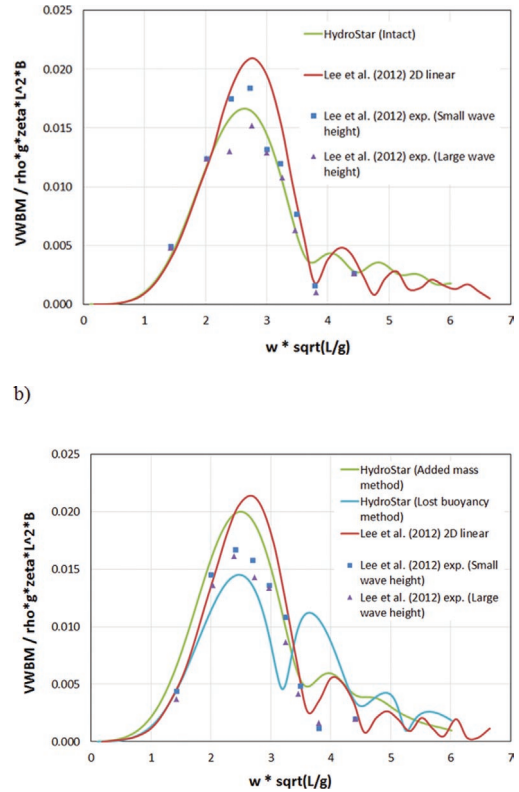 0.025
0.020
0.015
0.010
0.005
0.000
VWBM / rho*g*zeta*L^2*B
HydroStar (Intact)
Lee et al. (2012) 2D linear
Lee et al. (2012) exp. (Small wave
height)
Lee et al. (2012) exp. (Large wave
height)
0 1 2 3 4 5 6 7
w * sqrt(L/g)
b)
0.025
0.020
0.015
0.010
0.005
0.000
VWBM / rho*g*zeta*L^2*B
HydroStar (Added mass
method)
HydroStar (Lost buoyancy
method)
Lee et al. (2012) 2D linear
Lee et al. (2012) exp. (Small
wave height)
Lee et al. (2012) exp. (Large
wave height)
0 1 2 3 4 5 6 7
w * sqrt(L/g)